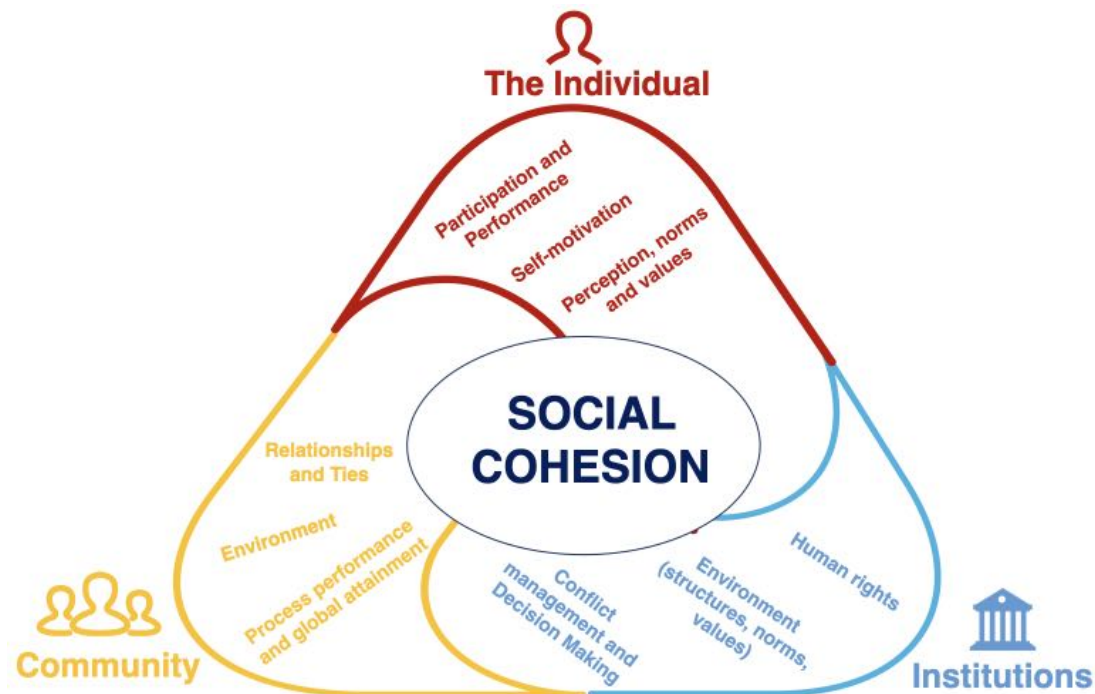 The Individual
Participation and
Performance
Self-motivation
Perception, norms
and values
SOCIAL
COHESION
Relationships
and Ties
Environment
Process performance
and global attainment
Community
Conflict
management and
Decision Making
Environment
(structures, norms,
values)
Human rights
Institutions